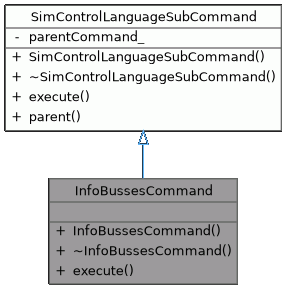 SimControlLanguageSubCommand
- parentCommand_
+ SimControlLanguageSubCommand()
+ ~SimControlLanguageSubCommand()
+ execute()
+ parent()
InfoBussesCommand
+ InfoBussesCommand()
+ ~InfoBussesCommand()
+ execute()